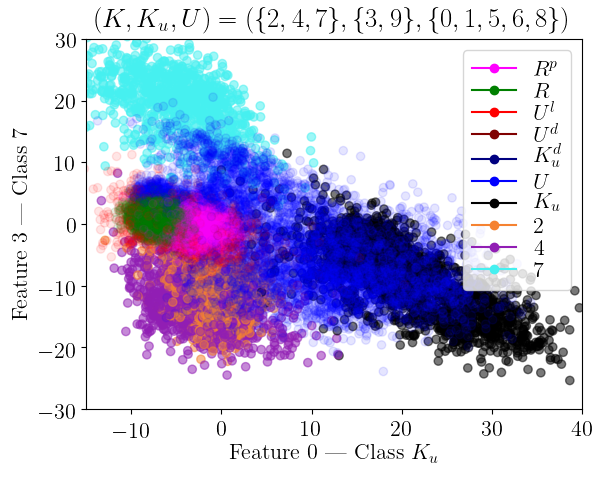 (K, K_u, U) = ({2, 4, 7}, {3, 9}, {0, 1, 5, 6, 8})
30
20
10
0
−10
−20
−30
Feature 3 — Class 7
R^p
R
U^l
U^d
K_u^d
U
K_u
2
4
7
−10
0
10
20
30
40
Feature 0 — Class K_u